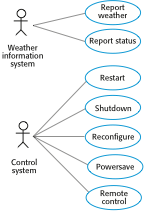 Report
weather
Report status
Weather
information
system
Restart
Shutdown
Reconfigure
Powersave
Remote
control
Control
system